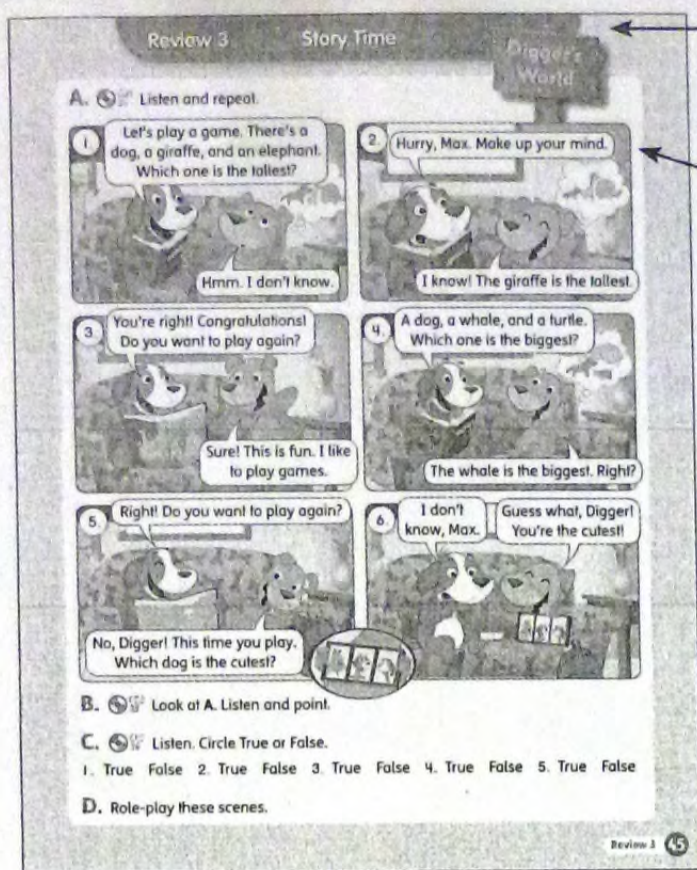 Review 3 Story Time
Digger's
World
A. Listen and repeat.
1. Let's play a game. There's a
dog, a giraffe, and an elephant.
Which one is the tallest?
Hmm. I don't know.
2. Hurry, Max. Make up your mind.
I know! The giraffe is the tallest.
3. You're right! Congratulations!
Do you want to play again?
Sure! This is fun. I like
to play games.
4. A dog, a whale, and a turtle.
Which one is the biggest?
The whale is the biggest. Right?
5. Right! Do you want to play again?
No, Digger! This time you play.
Which dog is the cutest?
6. I don't
know, Max.
Guess what, Digger!
You're the cutest!
B. Look at A. Listen and point.
C. Listen. Circle True or False.
1. True False 2. True False 3. True False 4. True False 5. True False
D. Role-play these scenes.
Review 3 45